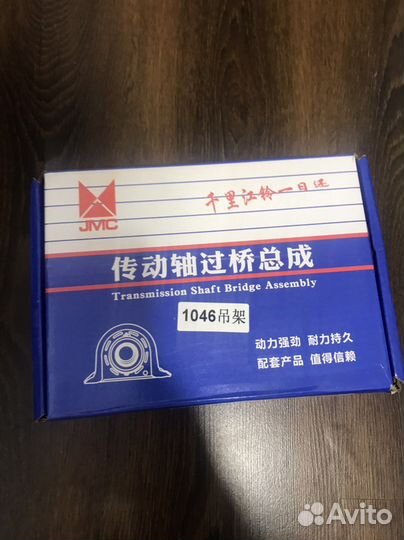 千里江铃一日还
JMC
传动轴过桥总成
Transmission Shaft Bridge Assembly
1046吊架
动力强劲 耐力持久
配套产品 值得信赖
Avito